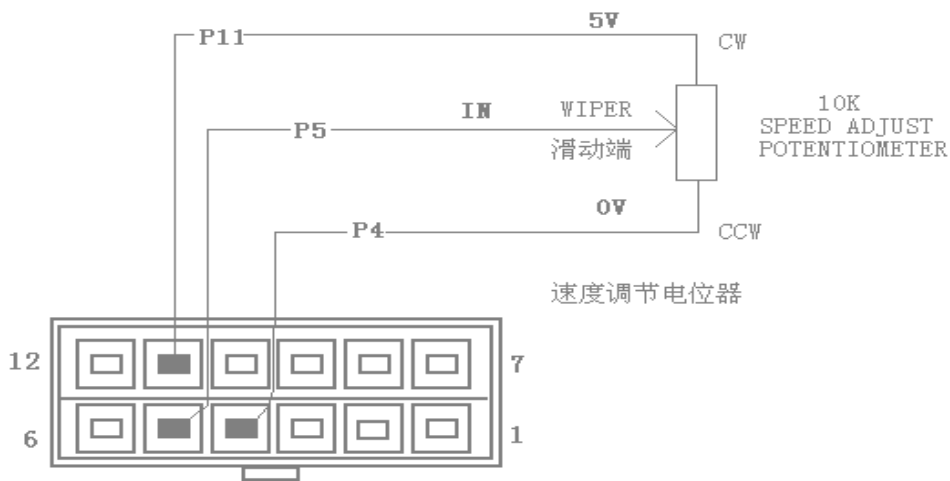 5V
P11
CW
10K
IN
WIPER
SPEED ADJUST
P5
滑动端
POTENTIOMETER
0V
P4
CCW
速度调节电位器
12
7
6
1